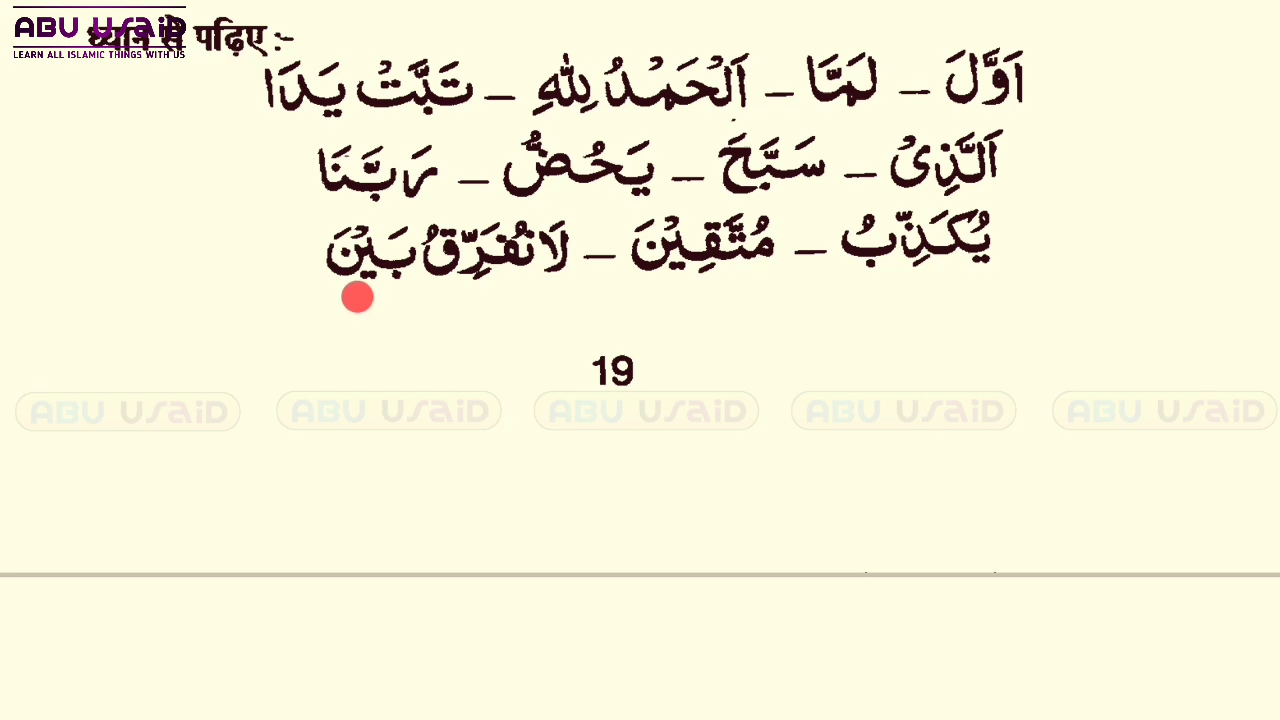 ABU USAID
LEARN ALL ISLAMIC THINGS WITH US
ध्यान से पढ़िए :-
اَوَّلَ – لَمَّا – اَلْحَمْدُ لِلّٰهِ – تَبَّتْ يَدَا
اَلَّذِىْ – سَبَّحَ – يَحُضُّ – رَبَّنَا
يُكَذِّبُ – مُتَّقِيْنَ – لَا نُفَرِّقُ بَيْنَ
19
ABU USAID ABU USAID ABU USAID ABU USAID ABU USAID